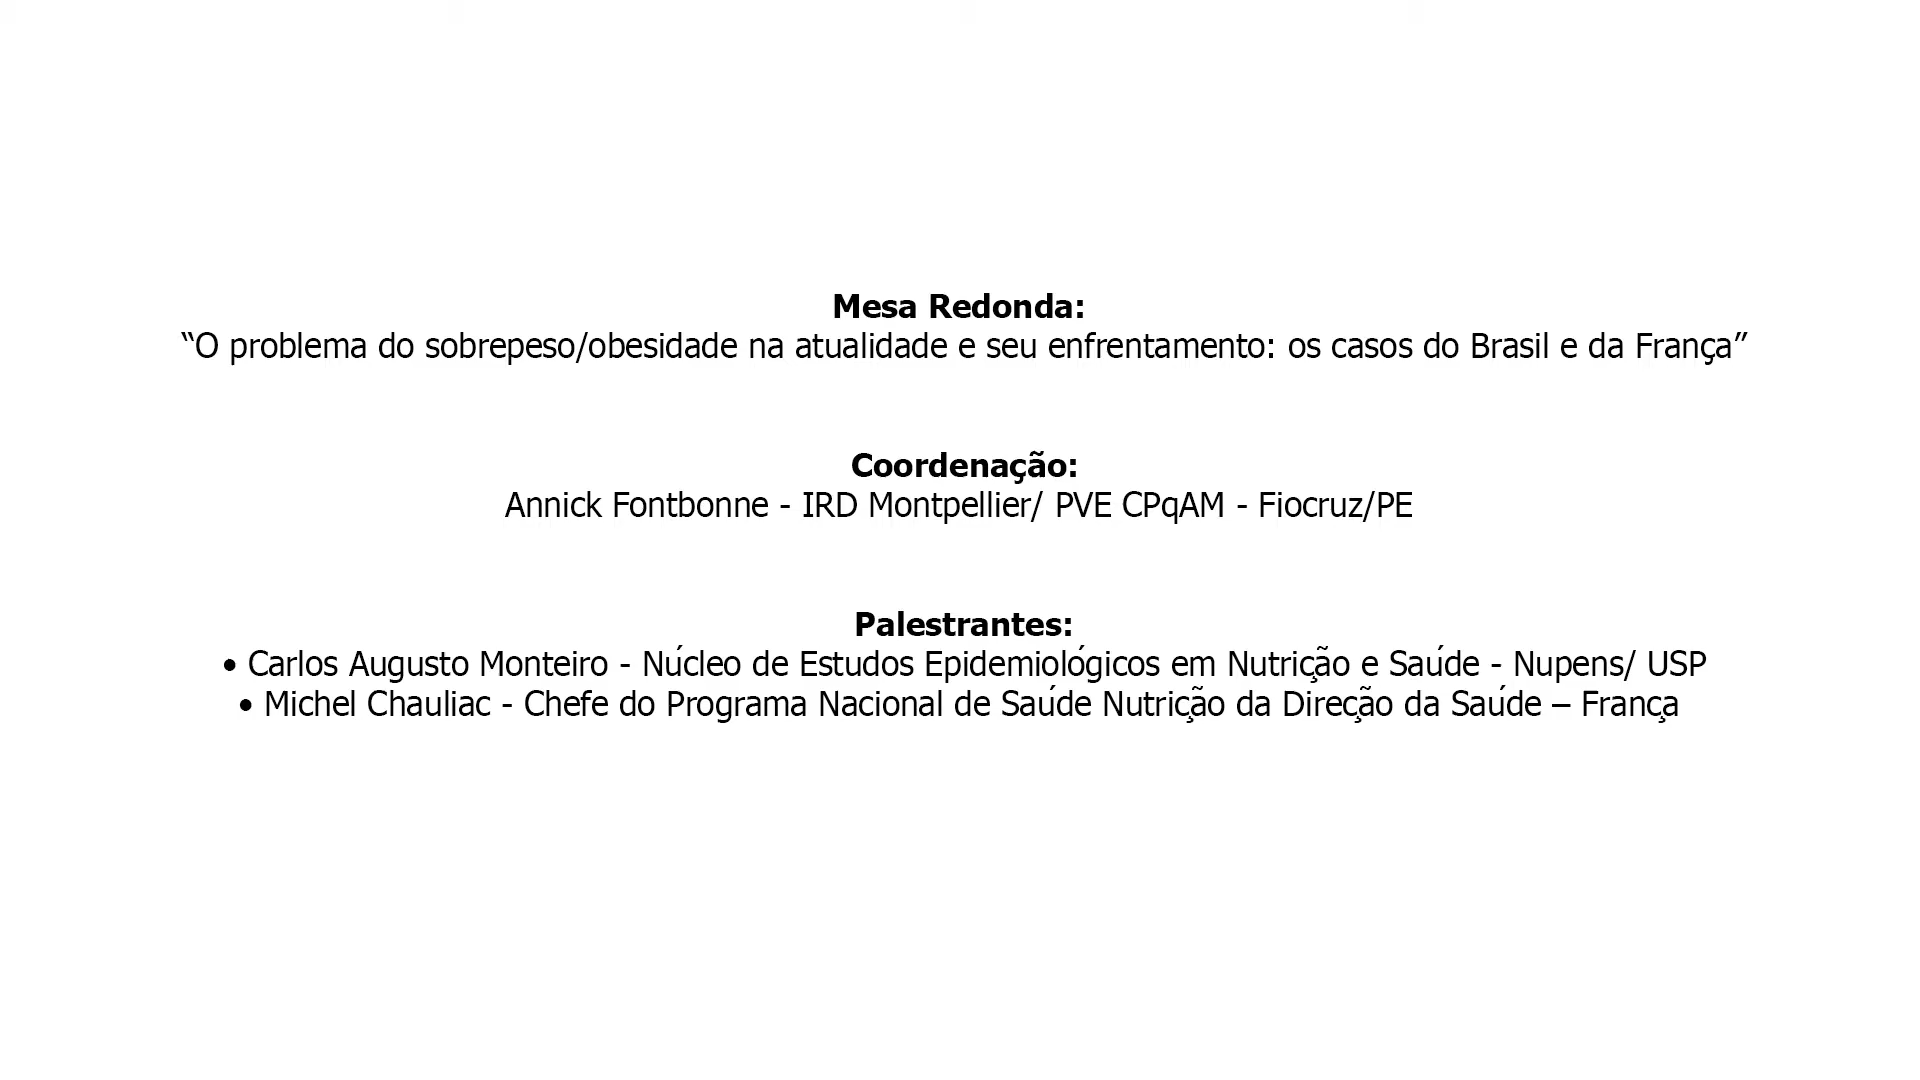 Mesa Redonda:
“O problema do sobrepeso/obesidade na atualidade e seu enfrentamento: os casos do Brasil e da França”
Coordenação:
Annick Fontbonne - IRD Montpellier/ PVE CPqAM - Fiocruz/PE
Palestrantes:
• Carlos Augusto Monteiro - Núcleo de Estudos Epidemiológicos em Nutrição e Saúde - Nupens/ USP
• Michel Chauliac - Chefe do Programa Nacional de Saúde Nutrição da Direção da Saúde – França